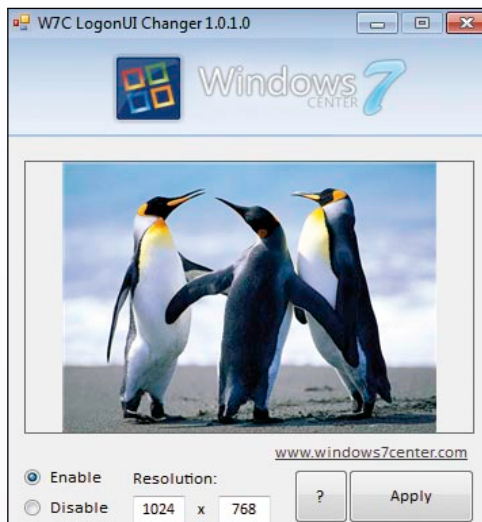 W7C LogonUI Changer 1.0.1.0
Windows 7
CENTER
www.windows7center.com
Enable Resolution:
Disable 1024 x 768 ? Apply